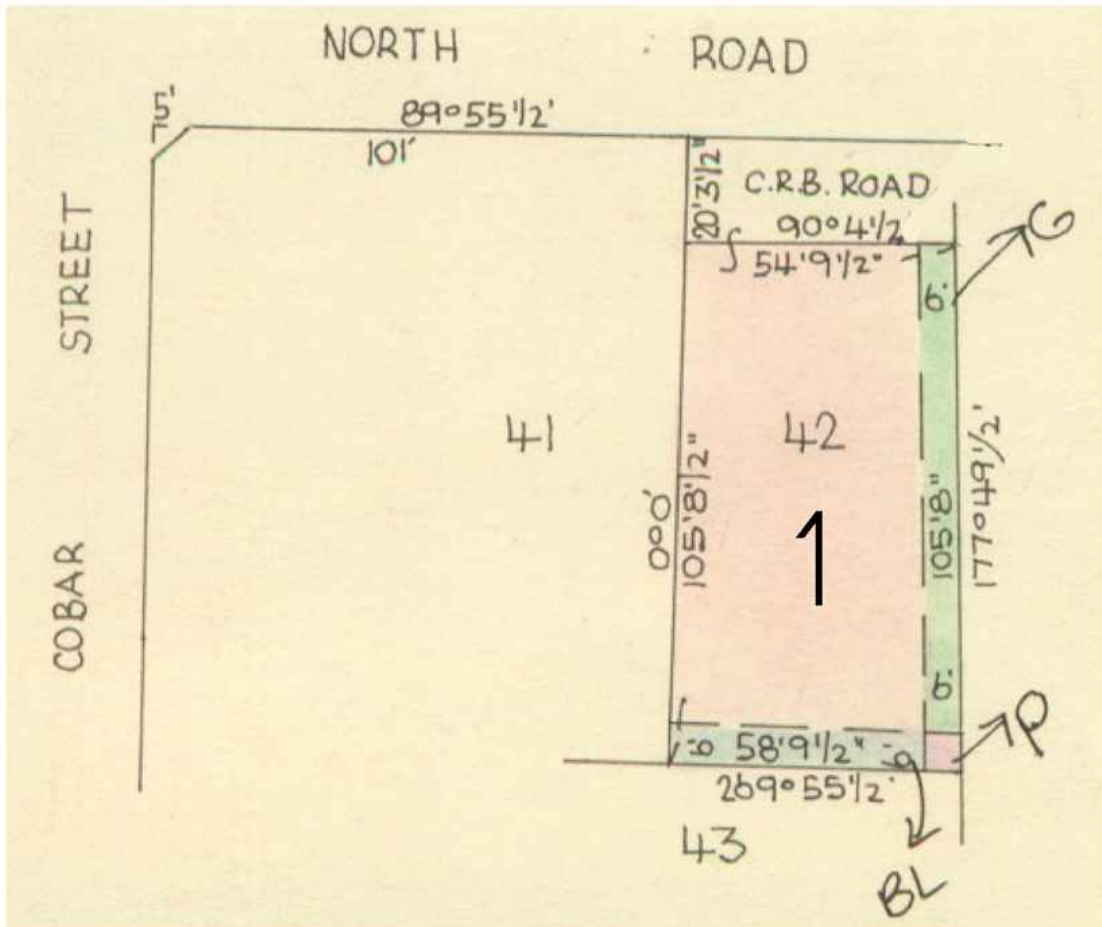 NORTH ROAD
5'
89°55½'
101'
20'3½"
C.R.B. ROAD
90°4½'
54'9½"
G
6'
STREET
41
42
0°0'
105'8½"
105'8"
177°49½'
1
COBAR
6'
6'
58'9½"
6'
P
269°55½'
43
BL